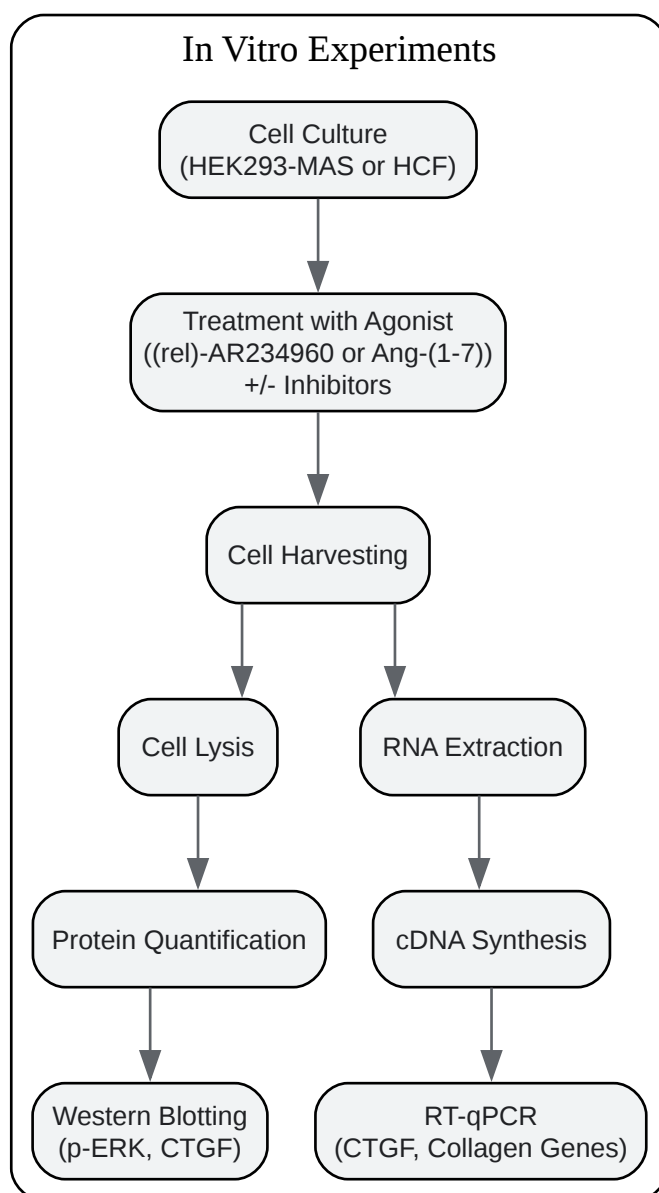 In Vitro Experiments
Cell Culture
(HEK293-MAS or HCF)
Treatment with Agonist
((rel)-AR234960 or Ang-(1-7))
+/- Inhibitors
Cell Harvesting
Cell Lysis
RNA Extraction
Protein Quantification
cDNA Synthesis
Western Blotting
(p-ERK, CTGF)
RT-qPCR
(CTGF, Collagen Genes)